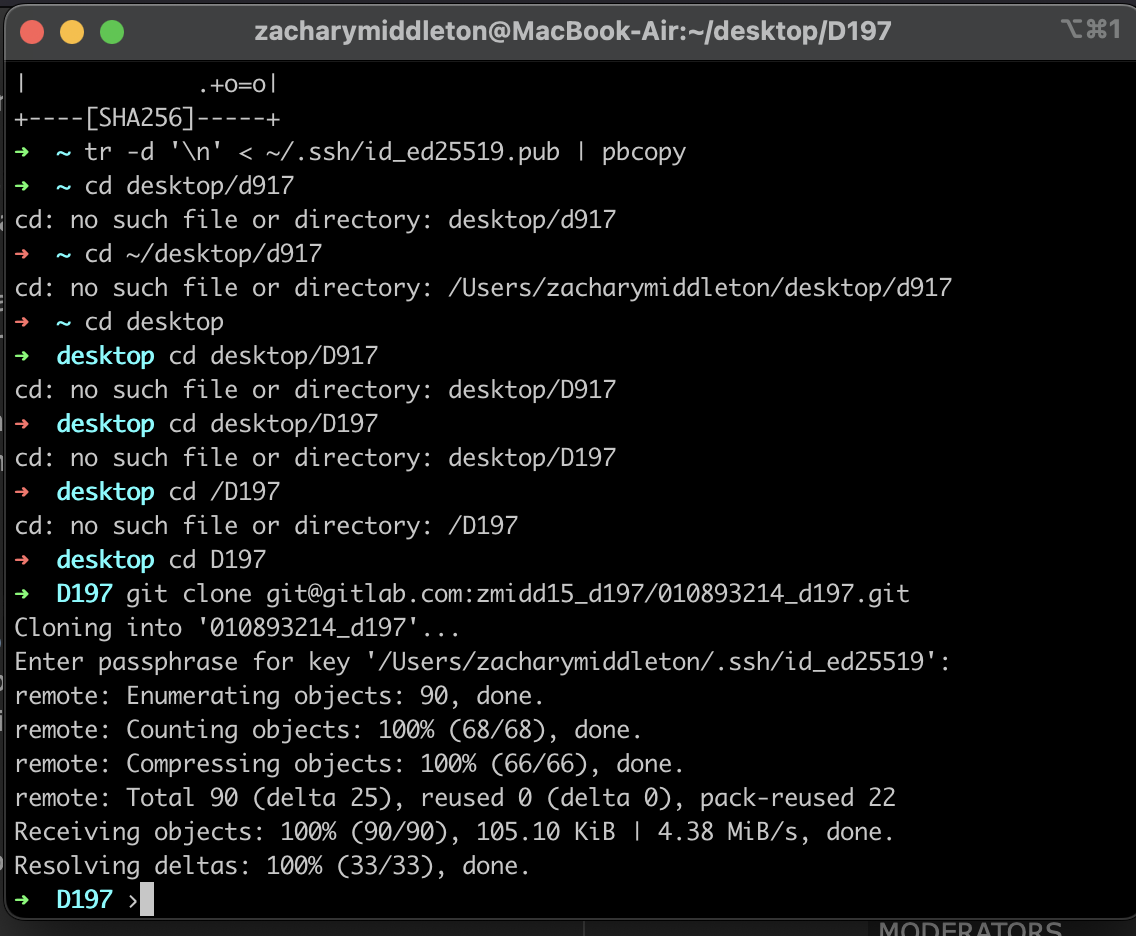 zacharymiddleton@MacBook-Air:~/desktop/D197 ⌥⌘1
|             .+o=o|
+----[SHA256]-----+
➜  ~ tr -d '\n' < ~/.ssh/id_ed25519.pub | pbcopy
➜  ~ cd desktop/d917
cd: no such file or directory: desktop/d917
➜  ~ cd ~/desktop/d917
cd: no such file or directory: /Users/zacharymiddleton/desktop/d917
➜  ~ cd desktop
➜  desktop cd desktop/D917
cd: no such file or directory: desktop/D917
➜  desktop cd desktop/D197
cd: no such file or directory: desktop/D197
➜  desktop cd /D197
cd: no such file or directory: /D197
➜  desktop cd D197
➜  D197 git clone git@gitlab.com:zmidd15_d197/010893214_d197.git
Cloning into '010893214_d197'...
Enter passphrase for key '/Users/zacharymiddleton/.ssh/id_ed25519':
remote: Enumerating objects: 90, done.
remote: Counting objects: 100% (68/68), done.
remote: Compressing objects: 100% (66/66), done.
remote: Total 90 (delta 25), reused 0 (delta 0), pack-reused 22
Receiving objects: 100% (90/90), 105.10 KiB | 4.38 MiB/s, done.
Resolving deltas: 100% (33/33), done.
➜  D197 ›
MODERATORS